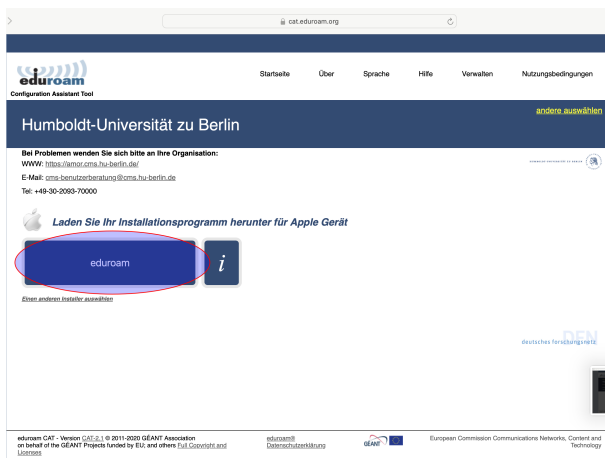 cat.eduroam.org
eduroam
Configuration Assistant Tool
Startseite Über Sprache Hilfe Verwalten Nutzungsbedingungen
andere auswählen
Humboldt-Universität zu Berlin
Bei Problemen wenden Sie sich bitte an Ihre Organisation:
WWW: https://amor.cms.hu-berlin.de/
E-Mail: cms-benutzerberatung@cms.hu-berlin.de
Tel: +49-30-2093-70000
Laden Sie Ihr Installationsprogramm herunter für Apple Gerät
eduroam i
Einen anderen Installer auswählen
DFN
deutsches forschungsnetz
eduroam CAT - Version CAT-2.1 © 2011-2020 GÉANT Association
on behalf of the GÉANT Projects funded by EU; and others Full Copyright and
Licenses
eduroam®
Datenschutzerklärung
GÉANT
European Commission Communications Networks, Content and
Technology